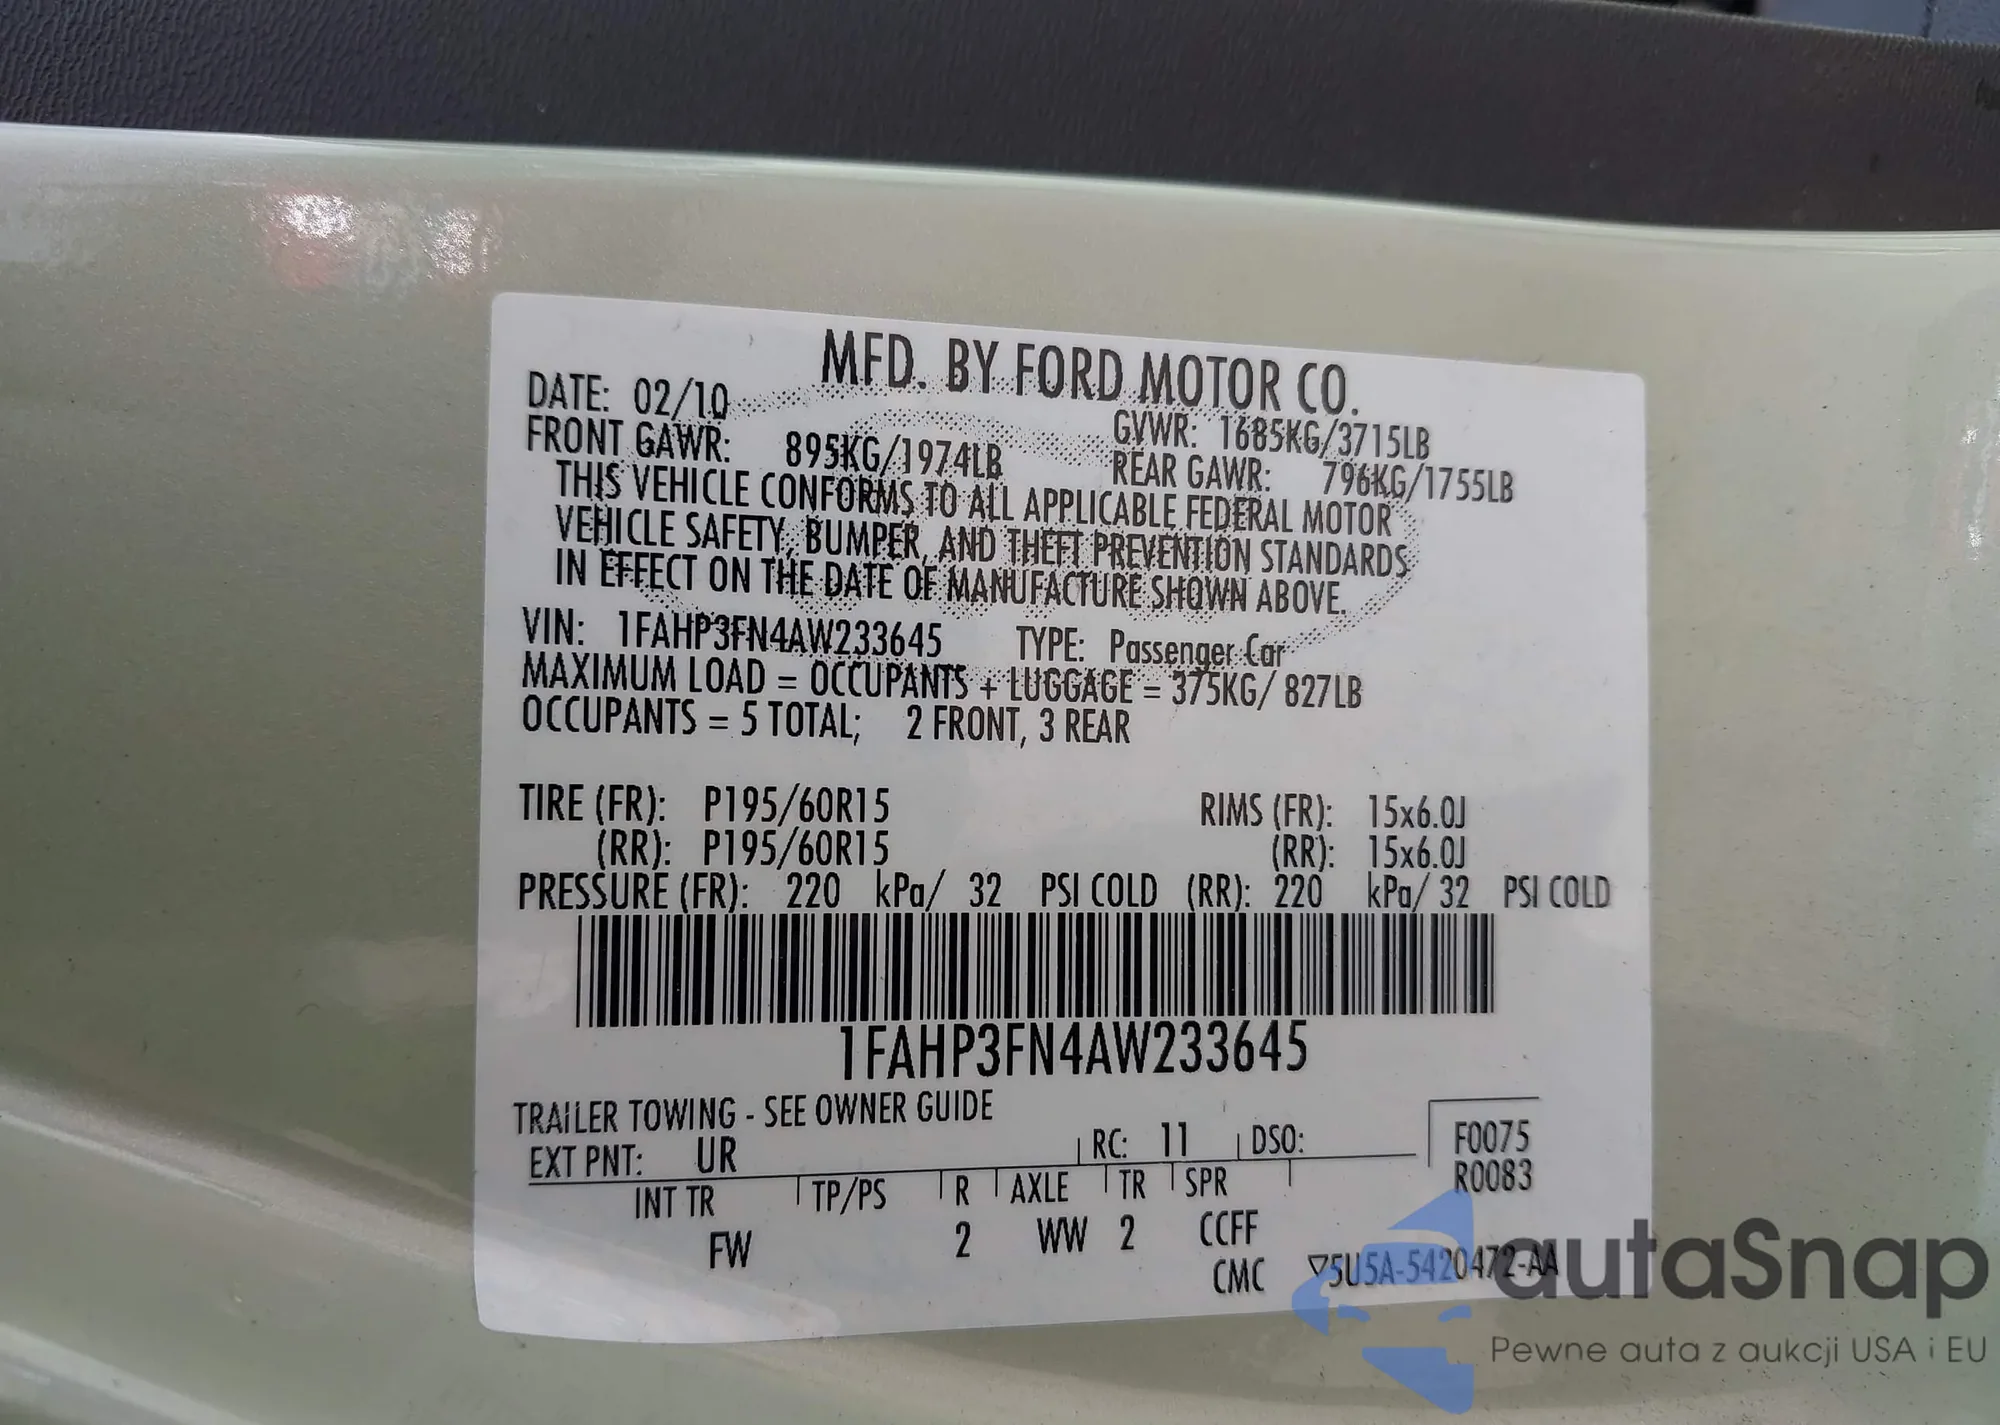 MFD. BY FORD MOTOR CO.
DATE: 02/10
GVWR: 1685KG/3715LB
FRONT GAWR: 895KG/1974LB
REAR GAWR: 796KG/1755LB
THIS VEHICLE CONFORMS TO ALL APPLICABLE FEDERAL MOTOR
VEHICLE SAFETY, BUMPER, AND THEFT PREVENTION STANDARDS
IN EFFECT ON THE DATE OF MANUFACTURE SHOWN ABOVE.
VIN: 1FAHP3FN4AW233645 TYPE: Passenger Car
MAXIMUM LOAD = OCCUPANTS + LUGGAGE = 375KG/ 827LB
OCCUPANTS = 5 TOTAL; 2 FRONT, 3 REAR
TIRE (FR): P195/60R15 RIMS (FR): 15x6.0J
(RR): P195/60R15 (RR): 15x6.0J
PRESSURE (FR): 220 kPa/ 32 PSI COLD (RR): 220 kPa/ 32 PSI COLD
1FAHP3FN4AW233645
TRAILER TOWING - SEE OWNER GUIDE
EXT PNT: UR RC: 11 DSO: F0075
R0083
INT TR TP/PS R AXLE TR SPR
FW 2 WW 2 CCFF
CMC ▽5U5A-5420472-AA
autaSnap
Pewne auta z aukcji USA i EU